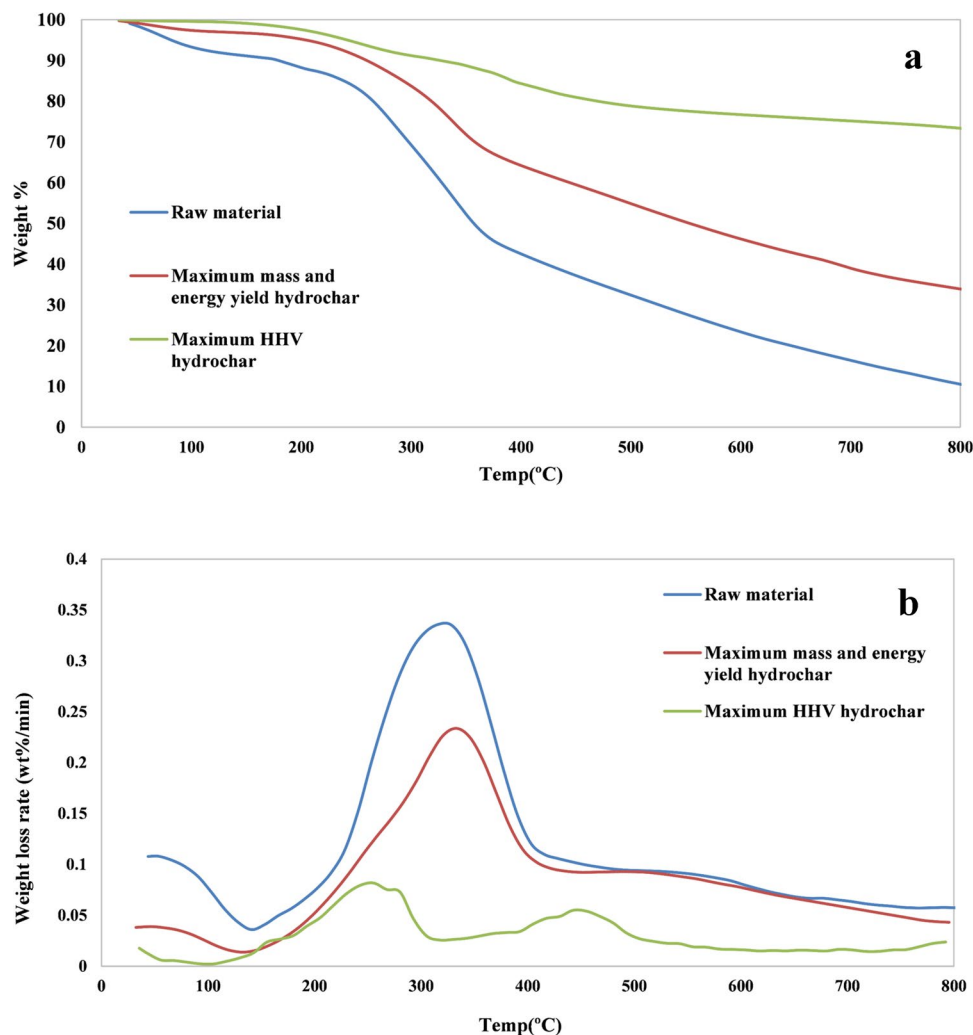 a
Weight %
100
90
80
70
60
50
40
30
20
10
0
Raw material
Maximum mass and
energy yield hydrochar
Maximum HHV
hydrochar
0 100 200 300 400 500 600 700 800
Temp(ºC)
b
Weight loss rate (wt%/min)
0.4
0.35
0.3
0.25
0.2
0.15
0.1
0.05
0
Raw material
Maximum mass and energy
yield hydrochar
Maximum HHV hydrochar
0 100 200 300 400 500 600 700 800
Temp(ºC)